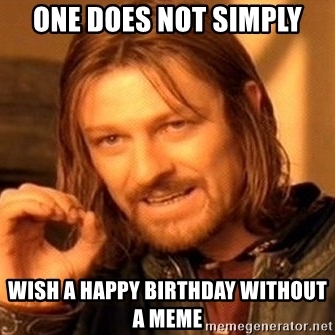 ONE DOES NOT SIMPLY
WISH A HAPPY BIRTHDAY WITHOUT
A MEME
memegenerator.net